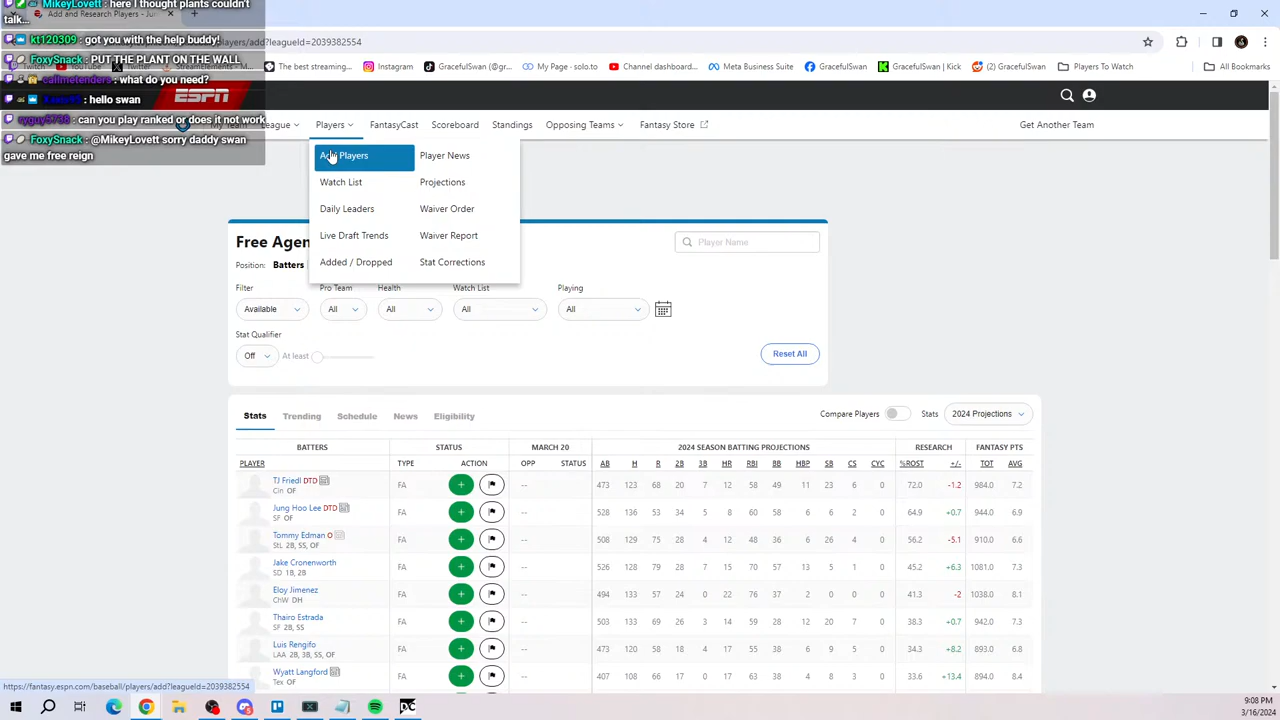 MikeyLovett: here I thought plants couldn't
talk...
Add and Research Players - Ju
kt120309: got you with the help buddy!
players/add?leagueId=2039382554
FoxySnack: PUT THE PLANT ON THE WALL
The best streaming... Instagram GracefulSwan (@Gr... My Page - solo.to Channel dashboard... Meta Business Suite GracefulSwan GracefulSwan | Kick (2) GracefulSwan Players To Watch All Bookmarks
callmetenders: what do you need?
hello swan
ESPN
ryguy5738: can you play ranked or does it not work
League Players FantasyCast Scoreboard Standings Opposing Teams Fantasy Store Get Another Team
FoxySnack: @MikeyLovett sorry daddy swan
gave me free reign
Add Players Player News
Watch List Projections
Daily Leaders Waiver Order
Live Draft Trends Waiver Report
Added / Dropped Stat Corrections
Free Agen
Player Name
Position: Batters
Filter Pro Team Health Watch List Playing
Available All All All All
Stat Qualifier
Off At least Reset All
Stats Trending Schedule News Eligibility Compare Players Stats 2024 Projections
BATTERS STATUS MARCH 20 2024 SEASON BATTING PROJECTIONS RESEARCH FANTASY PTS
PLAYER TYPE ACTION OPP STATUS AB H R 2B 3B HR RBI BB HBP SB CS CYC %ROST +/- TOT AVG
TJ Friedl DTD FA -- 473 123 68 20 7 12 58 49 11 23 6 0 72.0 -1.2 984.0 7.2
Cin OF
Jung Hoo Lee DTD FA -- 528 136 53 34 5 8 60 58 6 6 2 0 64.9 +0.7 944.0 6.9
SF OF
Tommy Edman O FA -- 508 129 75 28 4 12 48 36 6 26 4 0 56.2 -5.1 910.0 6.6
StL 2B, SS, OF
Jake Cronenworth FA -- 526 128 79 28 7 15 77 57 13 5 1 0 45.2 +6.3 1081.0 7.3
SD 1B, 2B
Eloy Jimenez FA -- 494 133 57 24 0 22 76 37 2 0 0 0 41.3 -2 1038.0 8.1
ChW DH
Thairo Estrada FA -- 503 133 69 26 3 14 59 28 12 20 7 0 38.3 +0.7 942.0 7.3
SF 2B, SS
Luis Rengifo FA -- 473 120 58 18 4 17 66 38 6 9 5 0 34.3 +8.2 893.0 6.8
LAA 2B, 3B, SS, OF
Wyatt Langford FA -- 407 108 67 63 38 4 8 0 33.6 +13.4 894.0 8.4
Tex OF
https://fantasy.espn.com/baseball/players/add?leagueId=2039382554
9:08 PM
3/16/2024